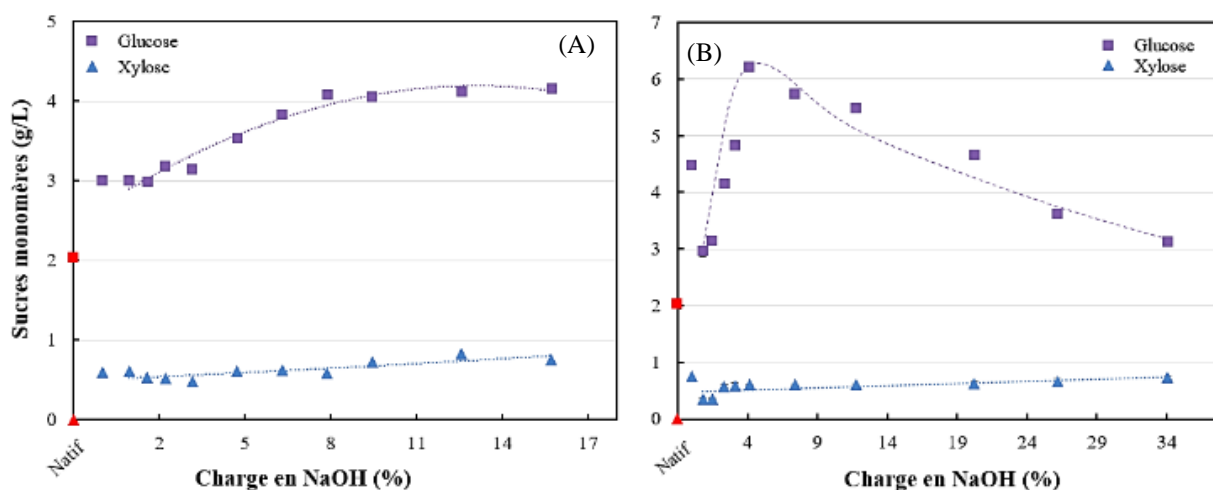 5
4
3
2
1
0
Sucres monomères (g/L)
Glucose
Xylose
(A)
Natif
2
5
8
11
14
17
Charge en NaOH (%)
7
6
5
4
3
2
1
0
(B)
Glucose
Xylose
Natif
4
9
14
19
24
29
34
Charge en NaOH (%)